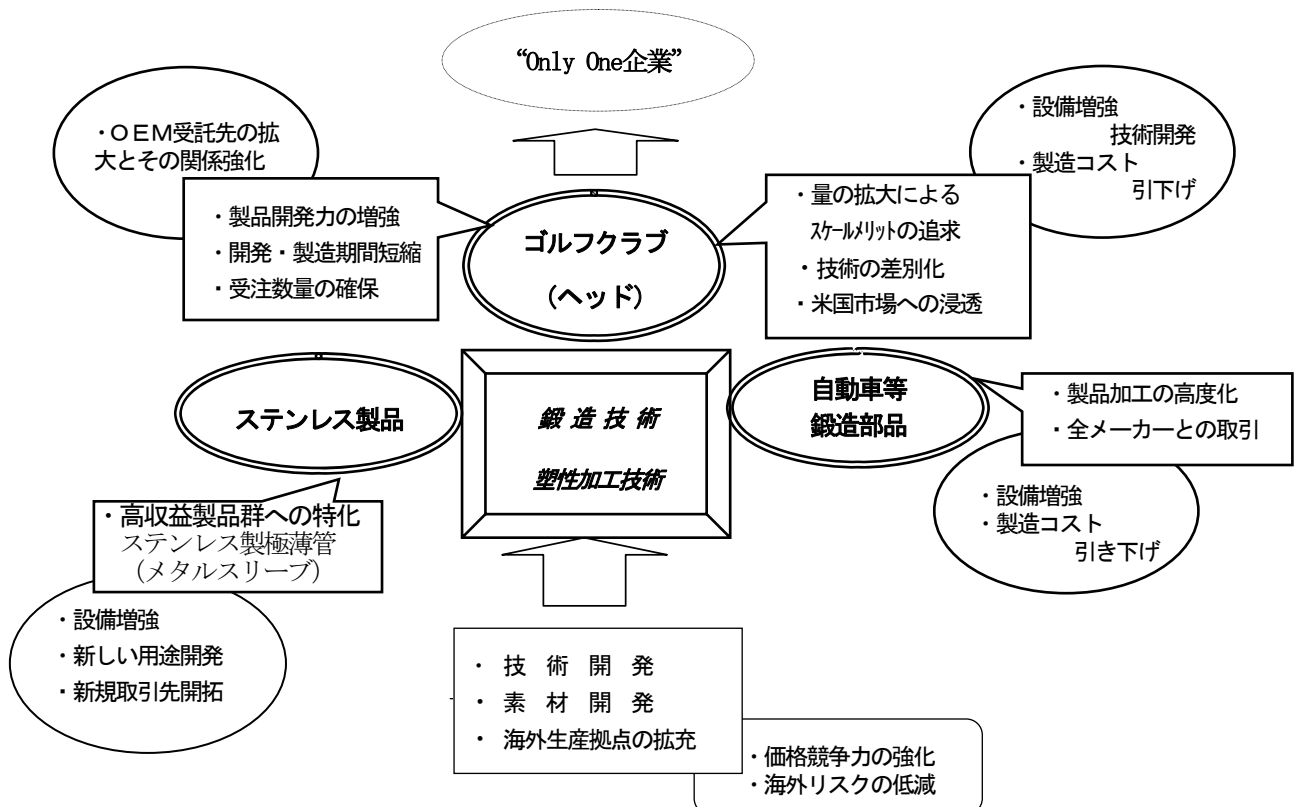 “Only One企業”
・OEM受託先の拡
大とその関係強化
・設備増強
技術開発
・製造コスト
引下げ
・製品開発力の増強
・開発・製造期間短縮
・受注数量の確保
ゴルフクラブ
(ヘッド)
・量の拡大による
スケールメリットの追求
・技術の差別化
・米国市場への浸透
ステンレス製品
鍛造技術
塑性加工技術
自動車等
鍛造部品
・製品加工の高度化
・全メーカーとの取引
・設備増強
・製造コスト
引き下げ
・高収益製品群への特化
ステンレス製極薄管
(メタルスリーブ)
・設備増強
・新しい用途開発
・新規取引先開拓
・ 技 術 開 発
・ 素 材 開 発
・ 海外生産拠点の拡充
・価格競争力の強化
・海外リスクの低減